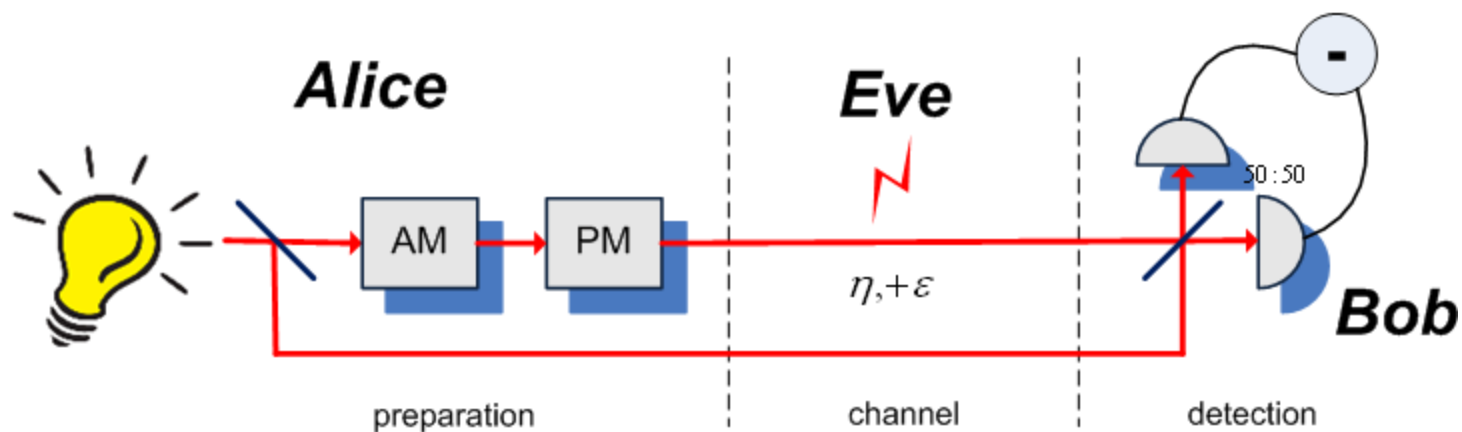 Alice
Eve
Bob
AM
PM
-
50:50
η,+ε
preparation
channel
detection